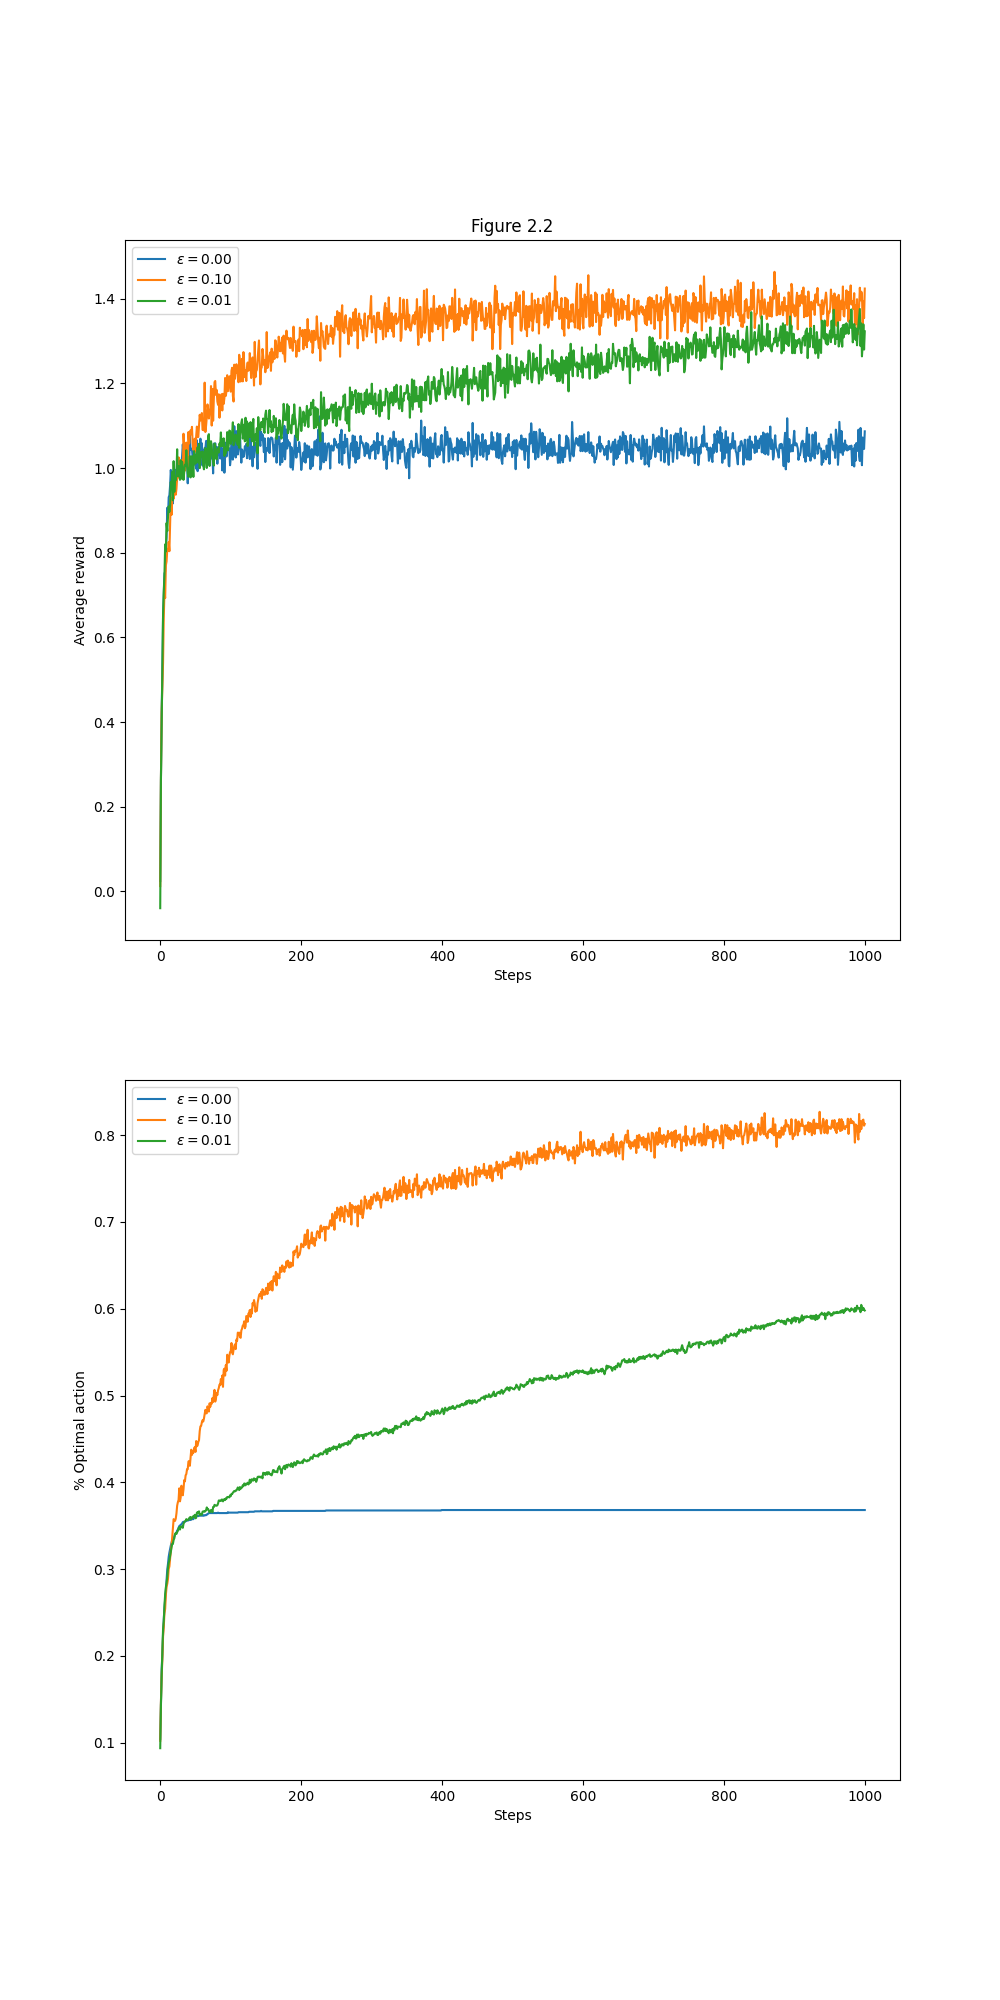 Figure 2.2
ε = 0.00
ε = 0.10
ε = 0.01
1.4
1.2
1.0
0.8
0.6
0.4
0.2
0.0
Average reward
0 200 400 600 800 1000
Steps
ε = 0.00
ε = 0.10
ε = 0.01
0.8
0.7
0.6
0.5
0.4
0.3
0.2
0.1
% Optimal action
0 200 400 600 800 1000
Steps